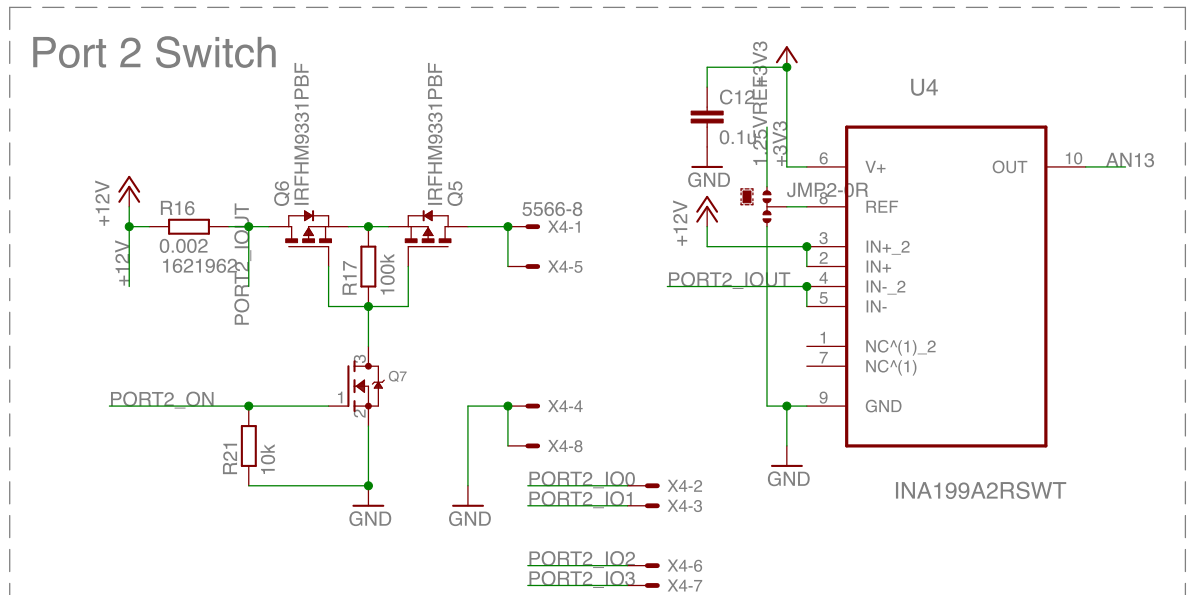 Port 2 Switch
IRFHM9331PBF
Q6
IRFHM9331PBF
Q5
+12V
+12V
R16
0.002
1621962
PORT2_IOUT
R17
100k
5566-8
X4-1
X4-5
PORT2_ON
R21
10k
1
3
2
Q7
GND
GND
X4-4
X4-8
PORT2_IO0
X4-2
PORT2_IO1
X4-3
PORT2_IO2
X4-6
PORT2_IO3
X4-7
C12
0.1u
GND
1.25VREF
+3V3
+3V3
JMP2-0R
+12V
PORT2_IOUT
U4
6
V+
8
REF
3
IN+_2
2
IN+
4
IN-_2
5
IN-
1
NC^(1)_2
7
NC^(1)
9
GND
OUT
10
AN13
GND
INA199A2RSWT